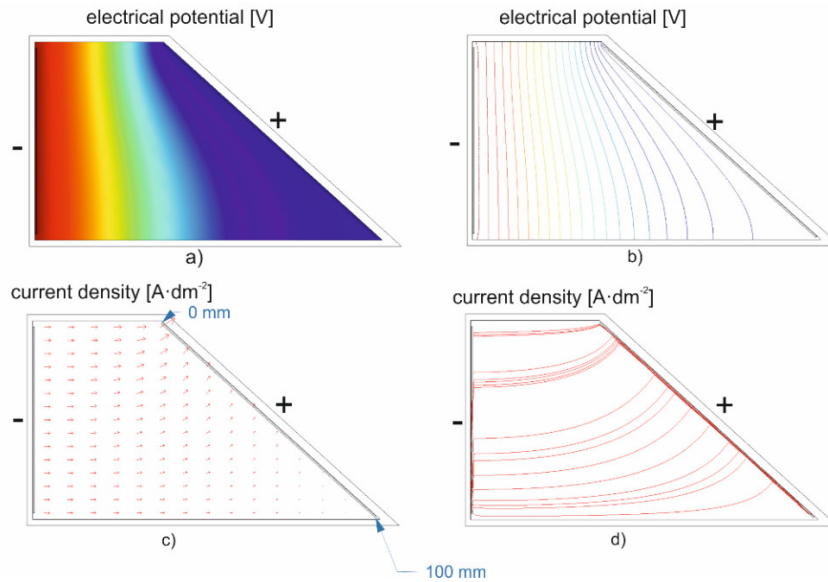 electrical potential [V]
electrical potential [V]
-
+
-
+
a)
b)
current density [A·dm⁻²]
current density [A·dm⁻²]
0 mm
-
+
-
+
c)
d)
100 mm